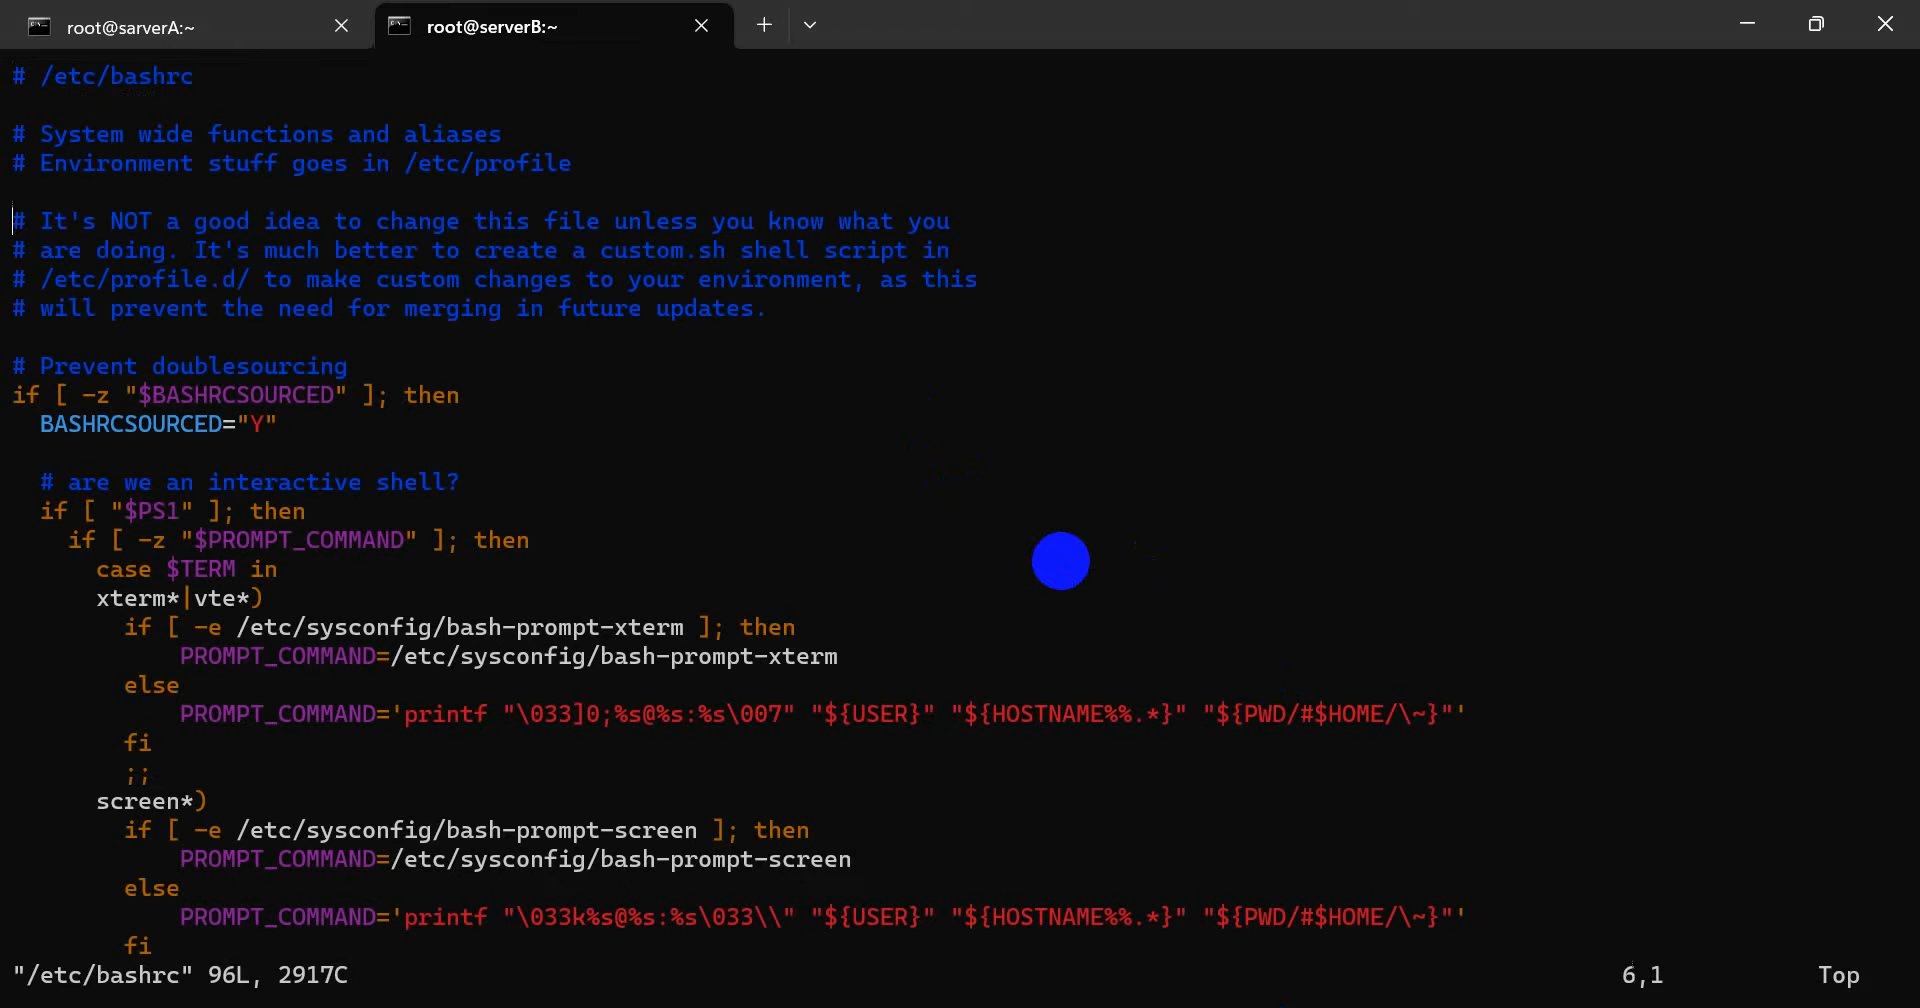 root@sarverA:~
root@serverB:~
# /etc/bashrc
# System wide functions and aliases
# Environment stuff goes in /etc/profile
# It's NOT a good idea to change this file unless you know what you
# are doing. It's much better to create a custom.sh shell script in
# /etc/profile.d/ to make custom changes to your environment, as this
# will prevent the need for merging in future updates.
# Prevent doublesourcing
if [ -z "$BASHRCSOURCED" ]; then
  BASHRCSOURCED="Y"
  # are we an interactive shell?
  if [ "$PS1" ]; then
    if [ -z "$PROMPT_COMMAND" ]; then
      case $TERM in
      xterm*|vte*)
        if [ -e /etc/sysconfig/bash-prompt-xterm ]; then
            PROMPT_COMMAND=/etc/sysconfig/bash-prompt-xterm
        else
            PROMPT_COMMAND='printf "\033]0;%s@%s:%s\007" "${USER}" "${HOSTNAME%%.*}" "${PWD/#$HOME/\~}"'
        fi
        ;;
      screen*)
        if [ -e /etc/sysconfig/bash-prompt-screen ]; then
            PROMPT_COMMAND=/etc/sysconfig/bash-prompt-screen
        else
            PROMPT_COMMAND='printf "\033k%s@%s:%s\033\\" "${USER}" "${HOSTNAME%%.*}" "${PWD/#$HOME/\~}"'
        fi
"/etc/bashrc" 96L, 2917C 6,1 Top